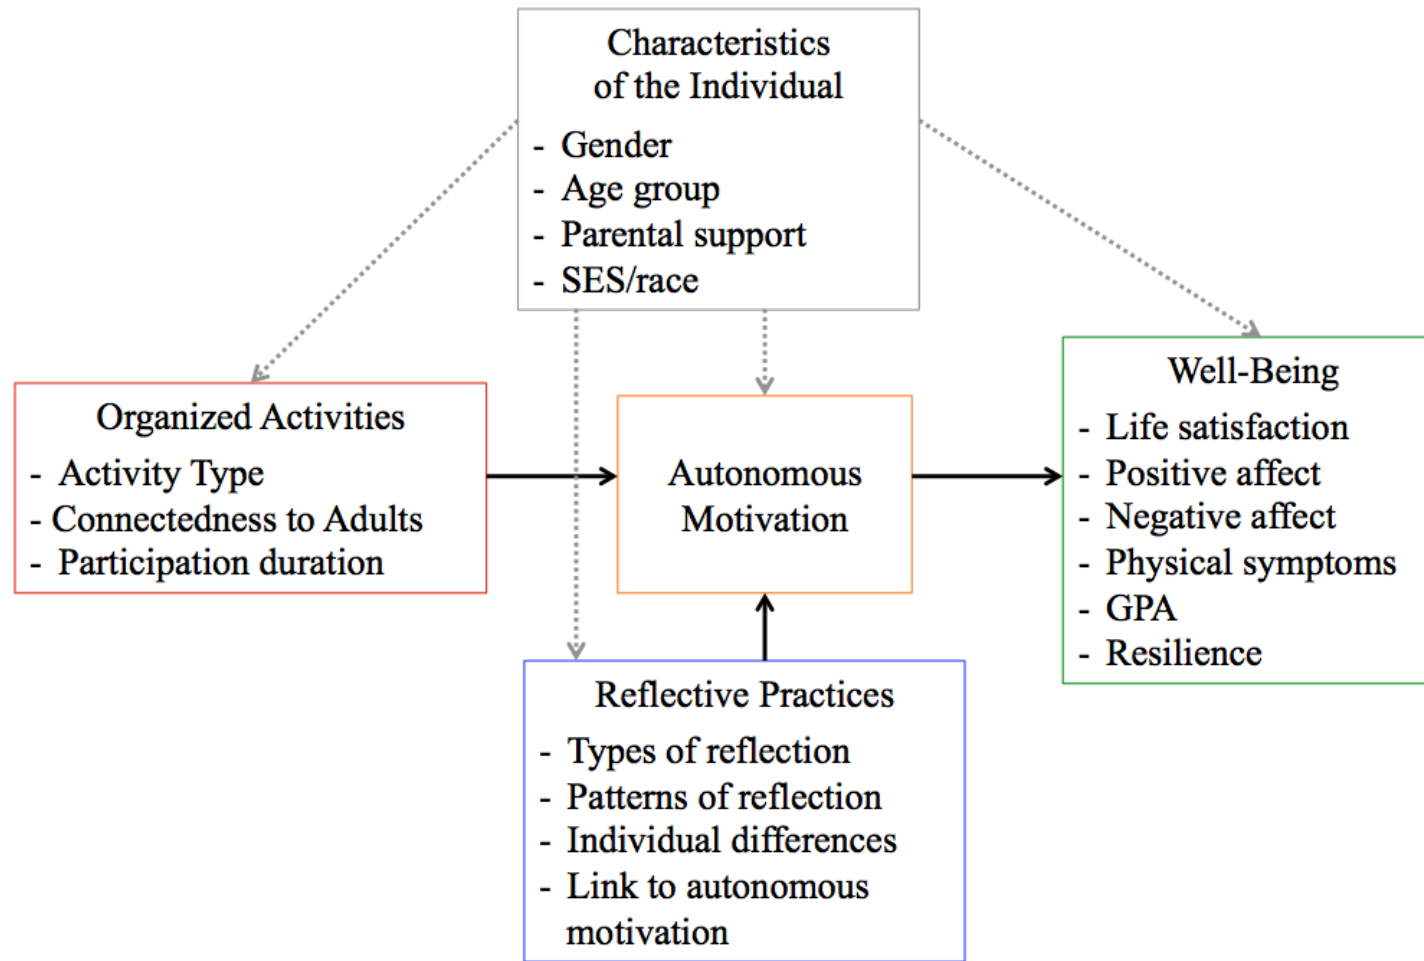 Characteristics
of the Individual
- Gender
- Age group
- Parental support
- SES/race
Organized Activities
- Activity Type
- Connectedness to Adults
- Participation duration
Autonomous
Motivation
Well-Being
- Life satisfaction
- Positive affect
- Negative affect
- Physical symptoms
- GPA
- Resilience
Reflective Practices
- Types of reflection
- Patterns of reflection
- Individual differences
- Link to autonomous
motivation